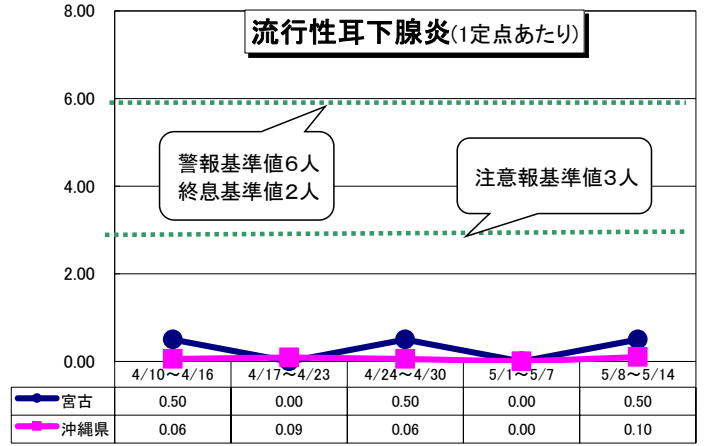 流行性耳下腺炎(1定点あたり)
8.00
6.00
4.00
2.00
0.00
警報基準値6人
終息基準値2人
注意報基準値3人
4/10～4/16 4/17～4/23 4/24～4/30 5/1～5/7 5/8～5/14
宮古 0.50 0.00 0.50 0.00 0.50
沖縄県 0.06 0.09 0.06 0.00 0.10